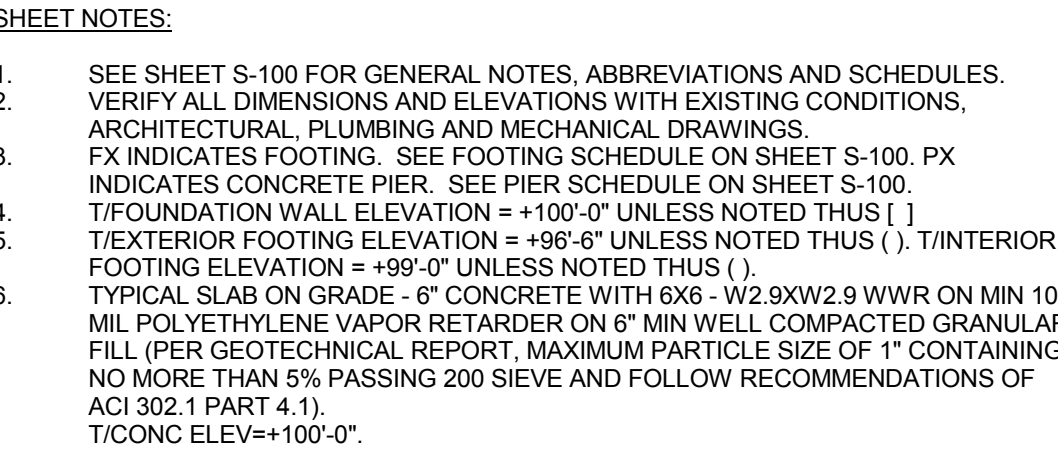 SHEET NOTES:
1. SEE SHEET S-100 FOR GENERAL NOTES, ABBREVIATIONS AND SCHEDULES.
2. VERIFY ALL DIMENSIONS AND ELEVATIONS WITH EXISTING CONDITIONS,
ARCHITECTURAL, PLUMBING AND MECHANICAL DRAWINGS.
3. FX INDICATES FOOTING. SEE FOOTING SCHEDULE ON SHEET S-100. PX
INDICATES CONCRETE PIER. SEE PIER SCHEDULE ON SHEET S-100.
4. T/FOUNDATION WALL ELEVATION = +100'-0" UNLESS NOTED THUS [ ]
5. T/EXTERIOR FOOTING ELEVATION = +96'-6" UNLESS NOTED THUS ( ). T/INTERIOR
FOOTING ELEVATION = +99'-0" UNLESS NOTED THUS ( ).
6. TYPICAL SLAB ON GRADE - 6" CONCRETE WITH 6X6 - W2.9XW2.9 WWR ON MIN 10
MIL POLYETHYLENE VAPOR RETARDER ON 6" MIN WELL COMPACTED GRANULAR
FILL (PER GEOTECHNICAL REPORT, MAXIMUM PARTICLE SIZE OF 1" CONTAINING
NO MORE THAN 5% PASSING 200 SIEVE AND FOLLOW RECOMMENDATIONS OF
ACI 302.1 PART 4.1).
T/CONC ELEV=+100'-0".